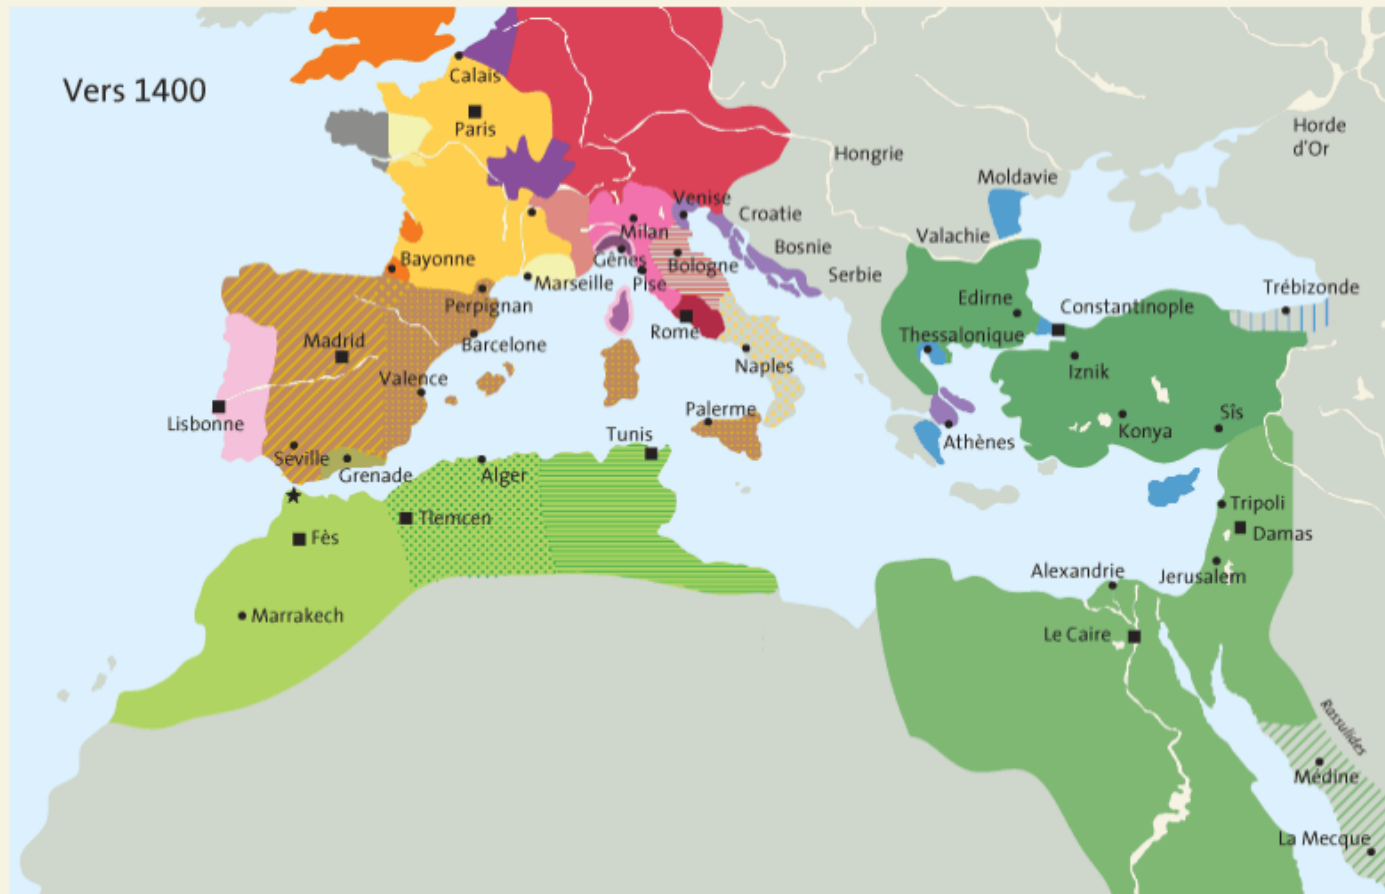 Vers 1400
Calais
Paris
Horde
d'Or
Hongrie
Moldavie
Venise
Croatie
Milan
Valachie
Bosnie
Gênes
Bologne
Bayonne
Serbie
Marseille
Pise
Trébizonde
Perpignan
Edirne
Constantinople
Rome
Thessalonique
Madrid
Barcelone
Naples
Iznik
Valence
Palerme
Sîs
Lisbonne
Tunis
Konya
Athènes
Seville
Grenade
Alger
Tripoli
Tlemcen
Damas
Fès
Alexandrie
Jerusalem
Marrakech
Le Caire
Rassulides
Médine
La Mecque